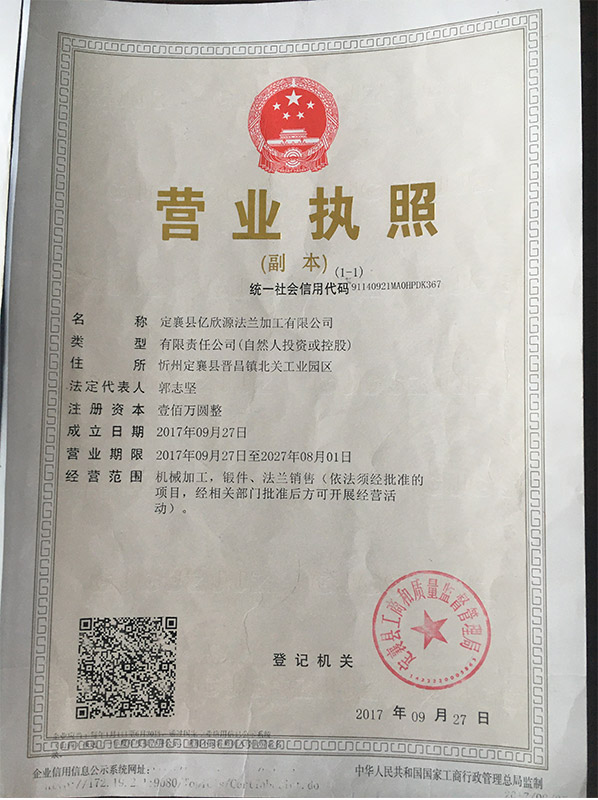 营业执照
(副 本) (1-1)
统一社会信用代码 91140921MA0HPDK367
名 称 定襄县亿欣源法兰加工有限公司
类 型 有限责任公司(自然人投资或控股)
住 所 忻州定襄县晋昌镇北关工业园区
法定代表人 郭志坚
注册资本 壹佰万圆整
成立日期 2017年09月27日
营业期限 2017年09月27日至2027年08月01日
经营范围 机械加工，锻件、法兰销售（依法须经批准的
项目，经相关部门批准后方可开展经营活
动）。
定襄县工商和质量监督管理局
登记机关
2017 年 09 月 27 日
企业信用信息公示系统网址：
中华人民共和国国家工商行政管理总局监制